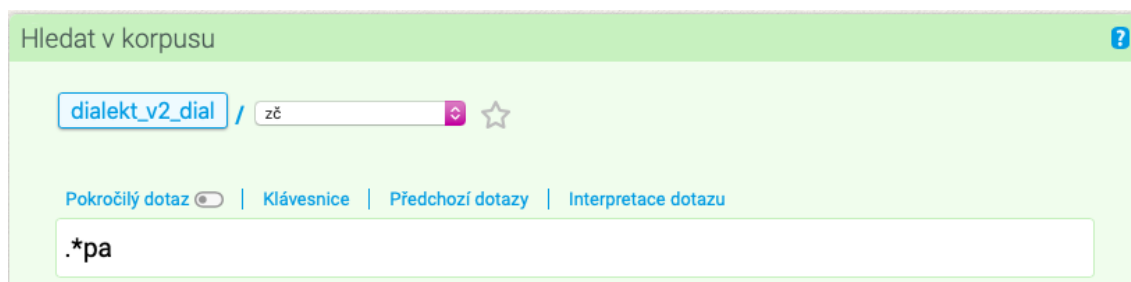 Hledat v korpusu ?
dialekt_v2_dial / zč
Pokročilý dotaz | Klávesnice | Předchozí dotazy | Interpretace dotazu
.*pa